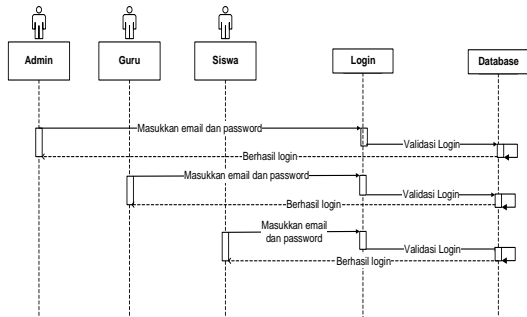 Admin
Guru
Siswa
Login
Database
Masukkan email dan password
Validasi Login
Berhasil login
Masukkan email dan password
Validasi Login
Berhasil login
Masukkan email
dan password
Validasi Login
Berhasil login